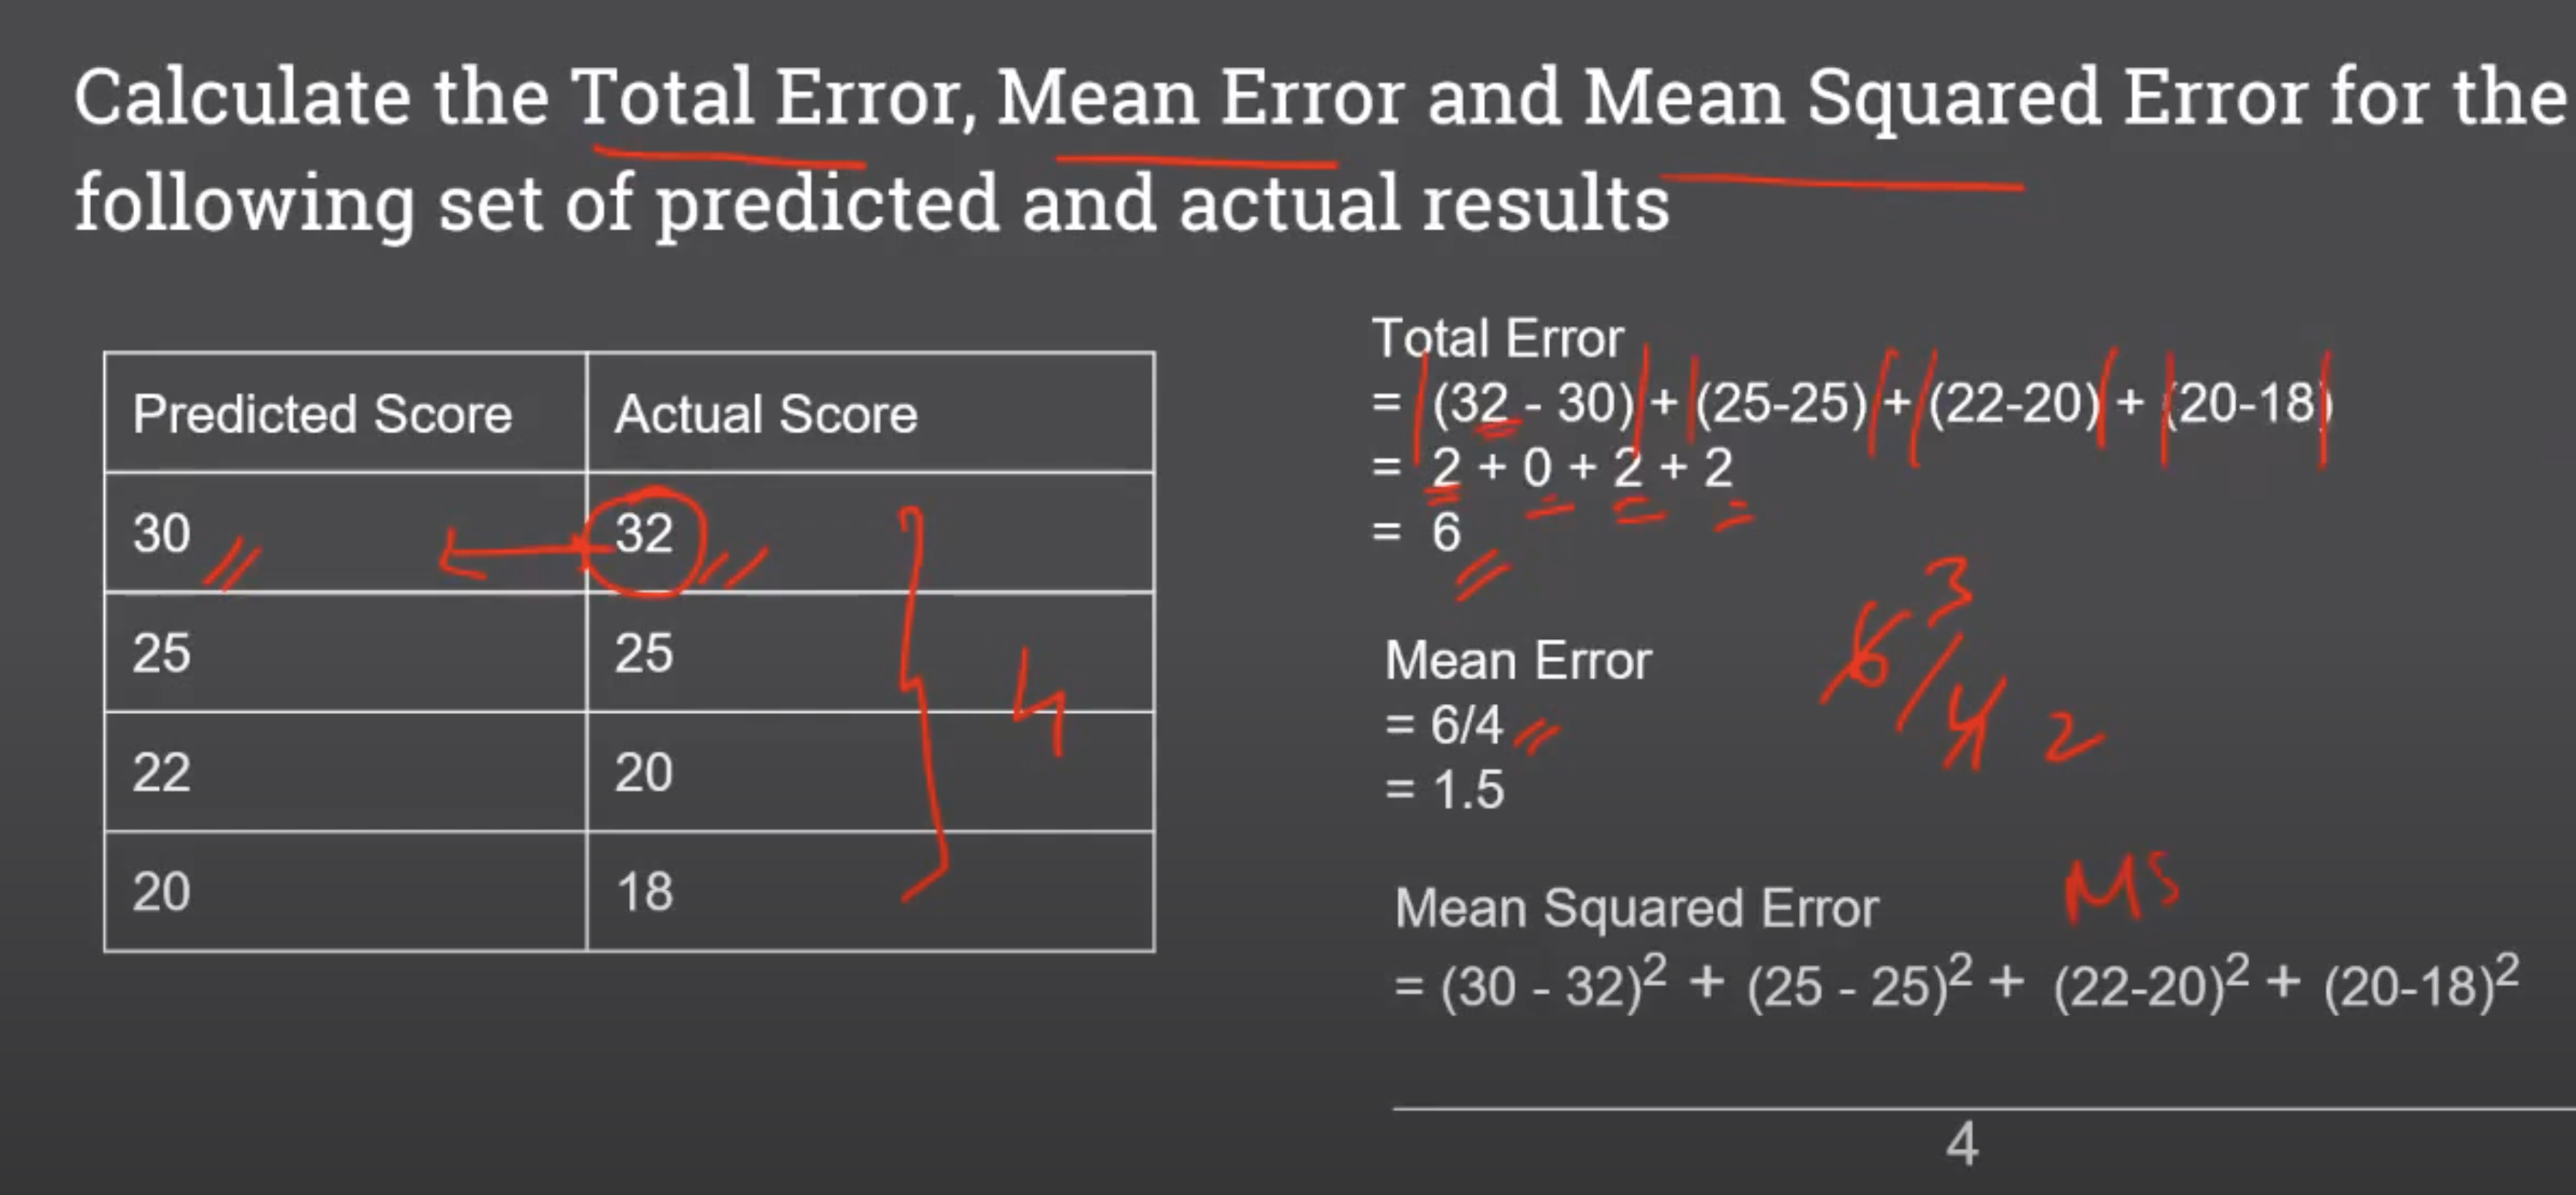 Calculate the Total Error, Mean Error and Mean Squared Error for the
following set of predicted and actual results
Predicted Score Actual Score
30 32
25 25
22 20
20 18
4
Total Error
= (32 - 30) + (25-25) + (22-20) + (20-18)
= 2 + 0 + 2 + 2
= 6
Mean Error
= 6/4
= 1.5
3
6/4 2
Mean Squared Error MS
= (30 - 32)² + (25 - 25)² + (22-20)² + (20-18)²
4